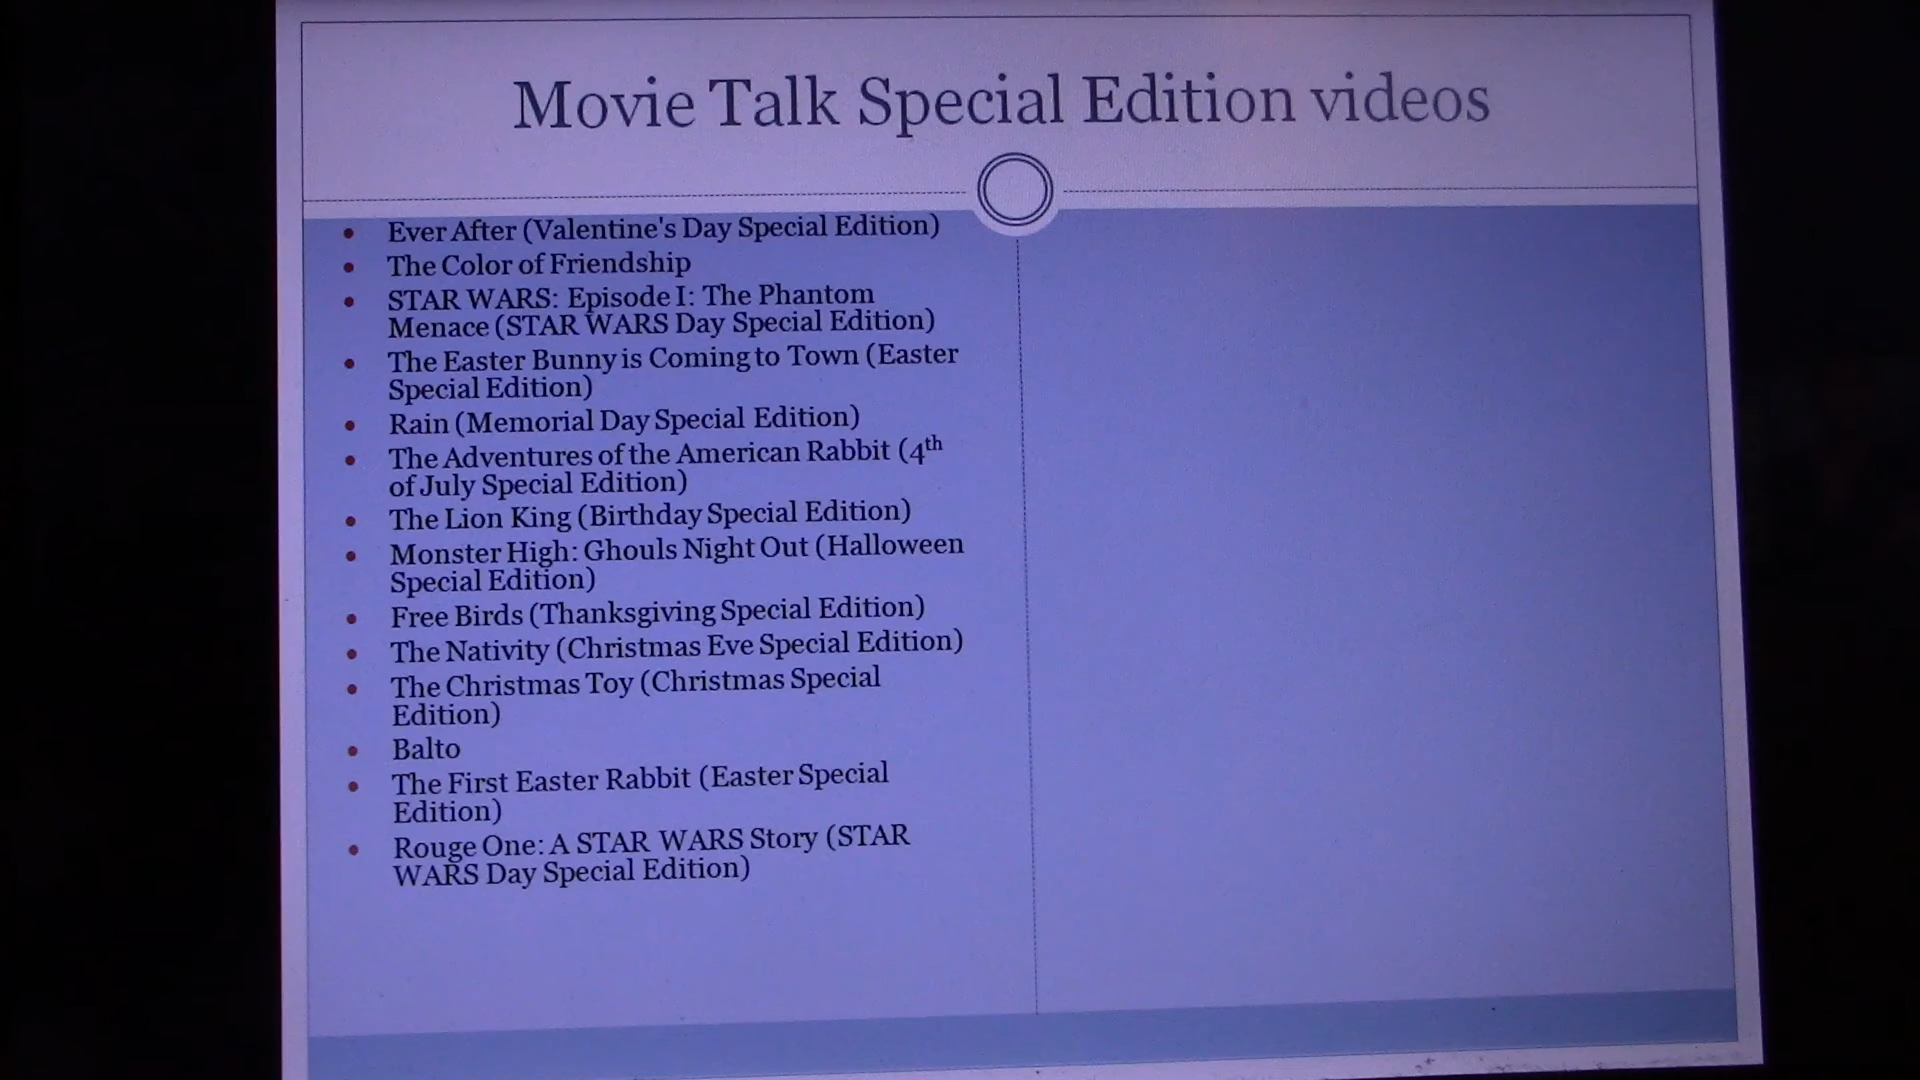 Movie Talk Special Edition videos
Ever After (Valentine's Day Special Edition)
The Color of Friendship
STAR WARS: Episode I: The Phantom
Menace (STAR WARS Day Special Edition)
The Easter Bunny is Coming to Town (Easter
Special Edition)
Rain (Memorial Day Special Edition)
The Adventures of the American Rabbit (4th
of July Special Edition)
The Lion King (Birthday Special Edition)
Monster High: Ghouls Night Out (Halloween
Special Edition)
Free Birds (Thanksgiving Special Edition)
The Nativity (Christmas Eve Special Edition)
The Christmas Toy (Christmas Special
Edition)
Balto
The First Easter Rabbit (Easter Special
Edition)
Rouge One: A STAR WARS Story (STAR
WARS Day Special Edition)